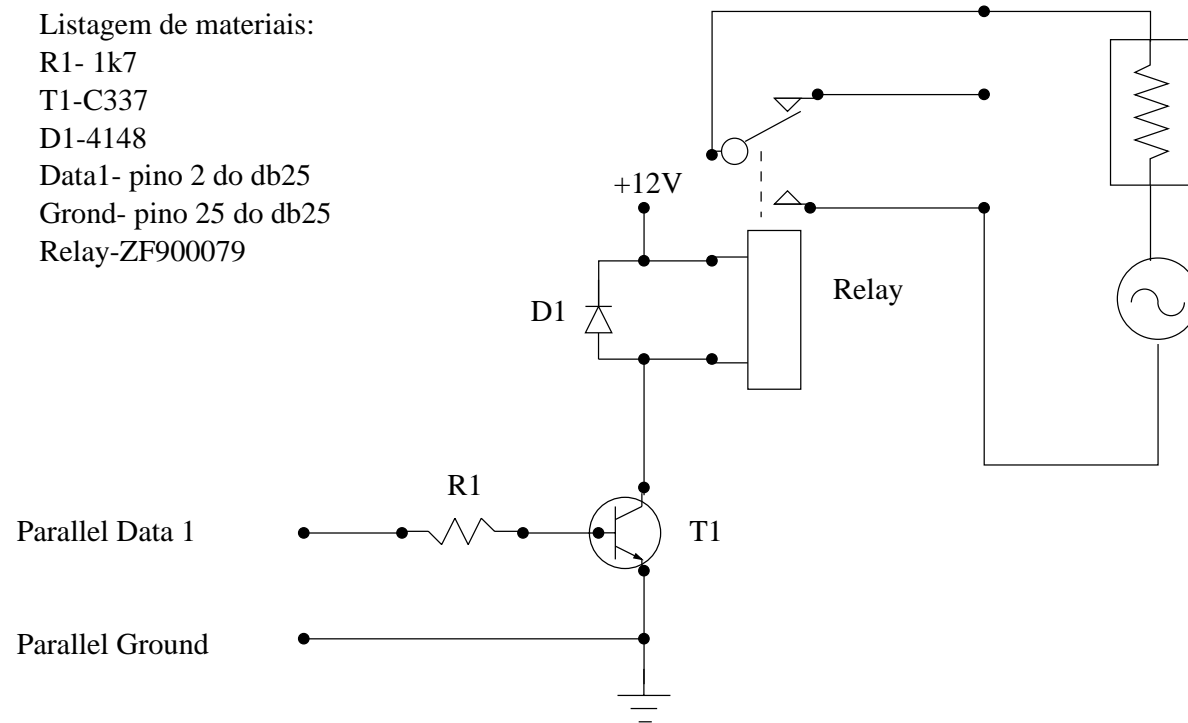 Listagem de materiais:
R1- 1k7
T1-C337
D1-4148
Data1- pino 2 do db25
Grond- pino 25 do db25
Relay-ZF900079
+12V
D1
Relay
R1
Parallel Data 1
T1
Parallel Ground